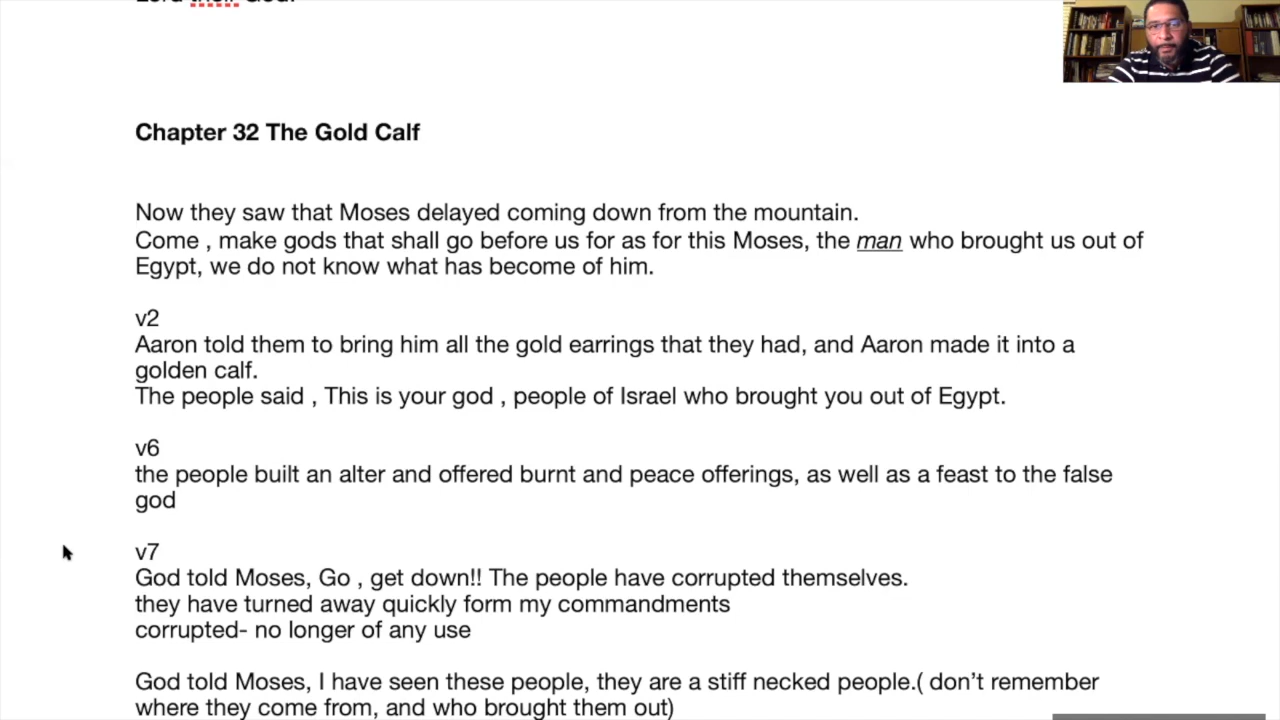 Lord their God.
Chapter 32 The Gold Calf
Now they saw that Moses delayed coming down from the mountain.
Come , make gods that shall go before us for as for this Moses, the man who brought us out of
Egypt, we do not know what has become of him.
v2
Aaron told them to bring him all the gold earrings that they had, and Aaron made it into a
golden calf.
The people said , This is your god , people of Israel who brought you out of Egypt.
v6
the people built an alter and offered burnt and peace offerings, as well as a feast to the false
god
v7
God told Moses, Go , get down!! The people have corrupted themselves.
they have turned away quickly form my commandments
corrupted- no longer of any use
God told Moses, I have seen these people, they are a stiff necked people.( don’t remember
where they come from, and who brought them out)